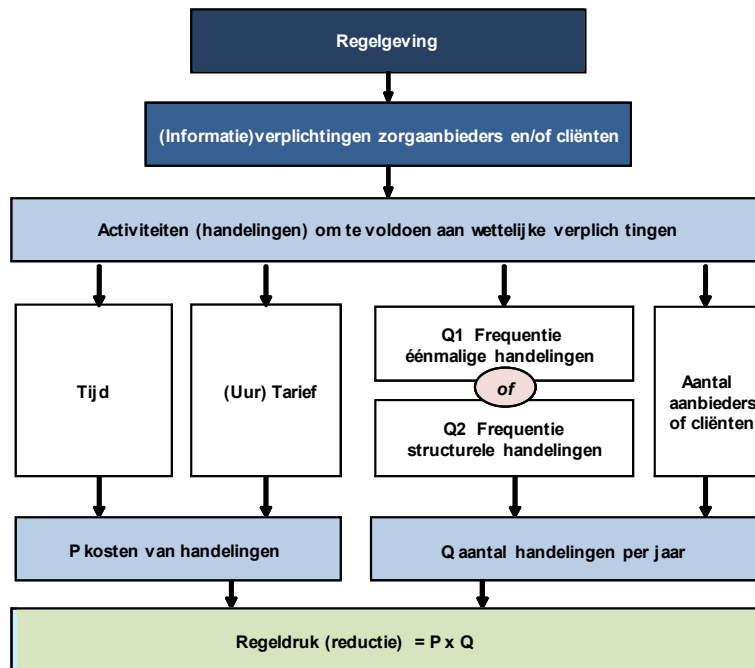 Regelgeving
(Informatie)verplichtingen zorgaanbieders en/of cliënten
Activiteiten (handelingen) om te voldoen aan wettelijke verplich tingen
Tijd
(Uur) Tarief
Q1 Frequentie
éénmalige handelingen
of
Q2 Frequentie
structurele handelingen
Aantal
aanbieders
of cliënten
P kosten van handelingen
Q aantal handelingen per jaar
Regeldruk (reductie) = P x Q